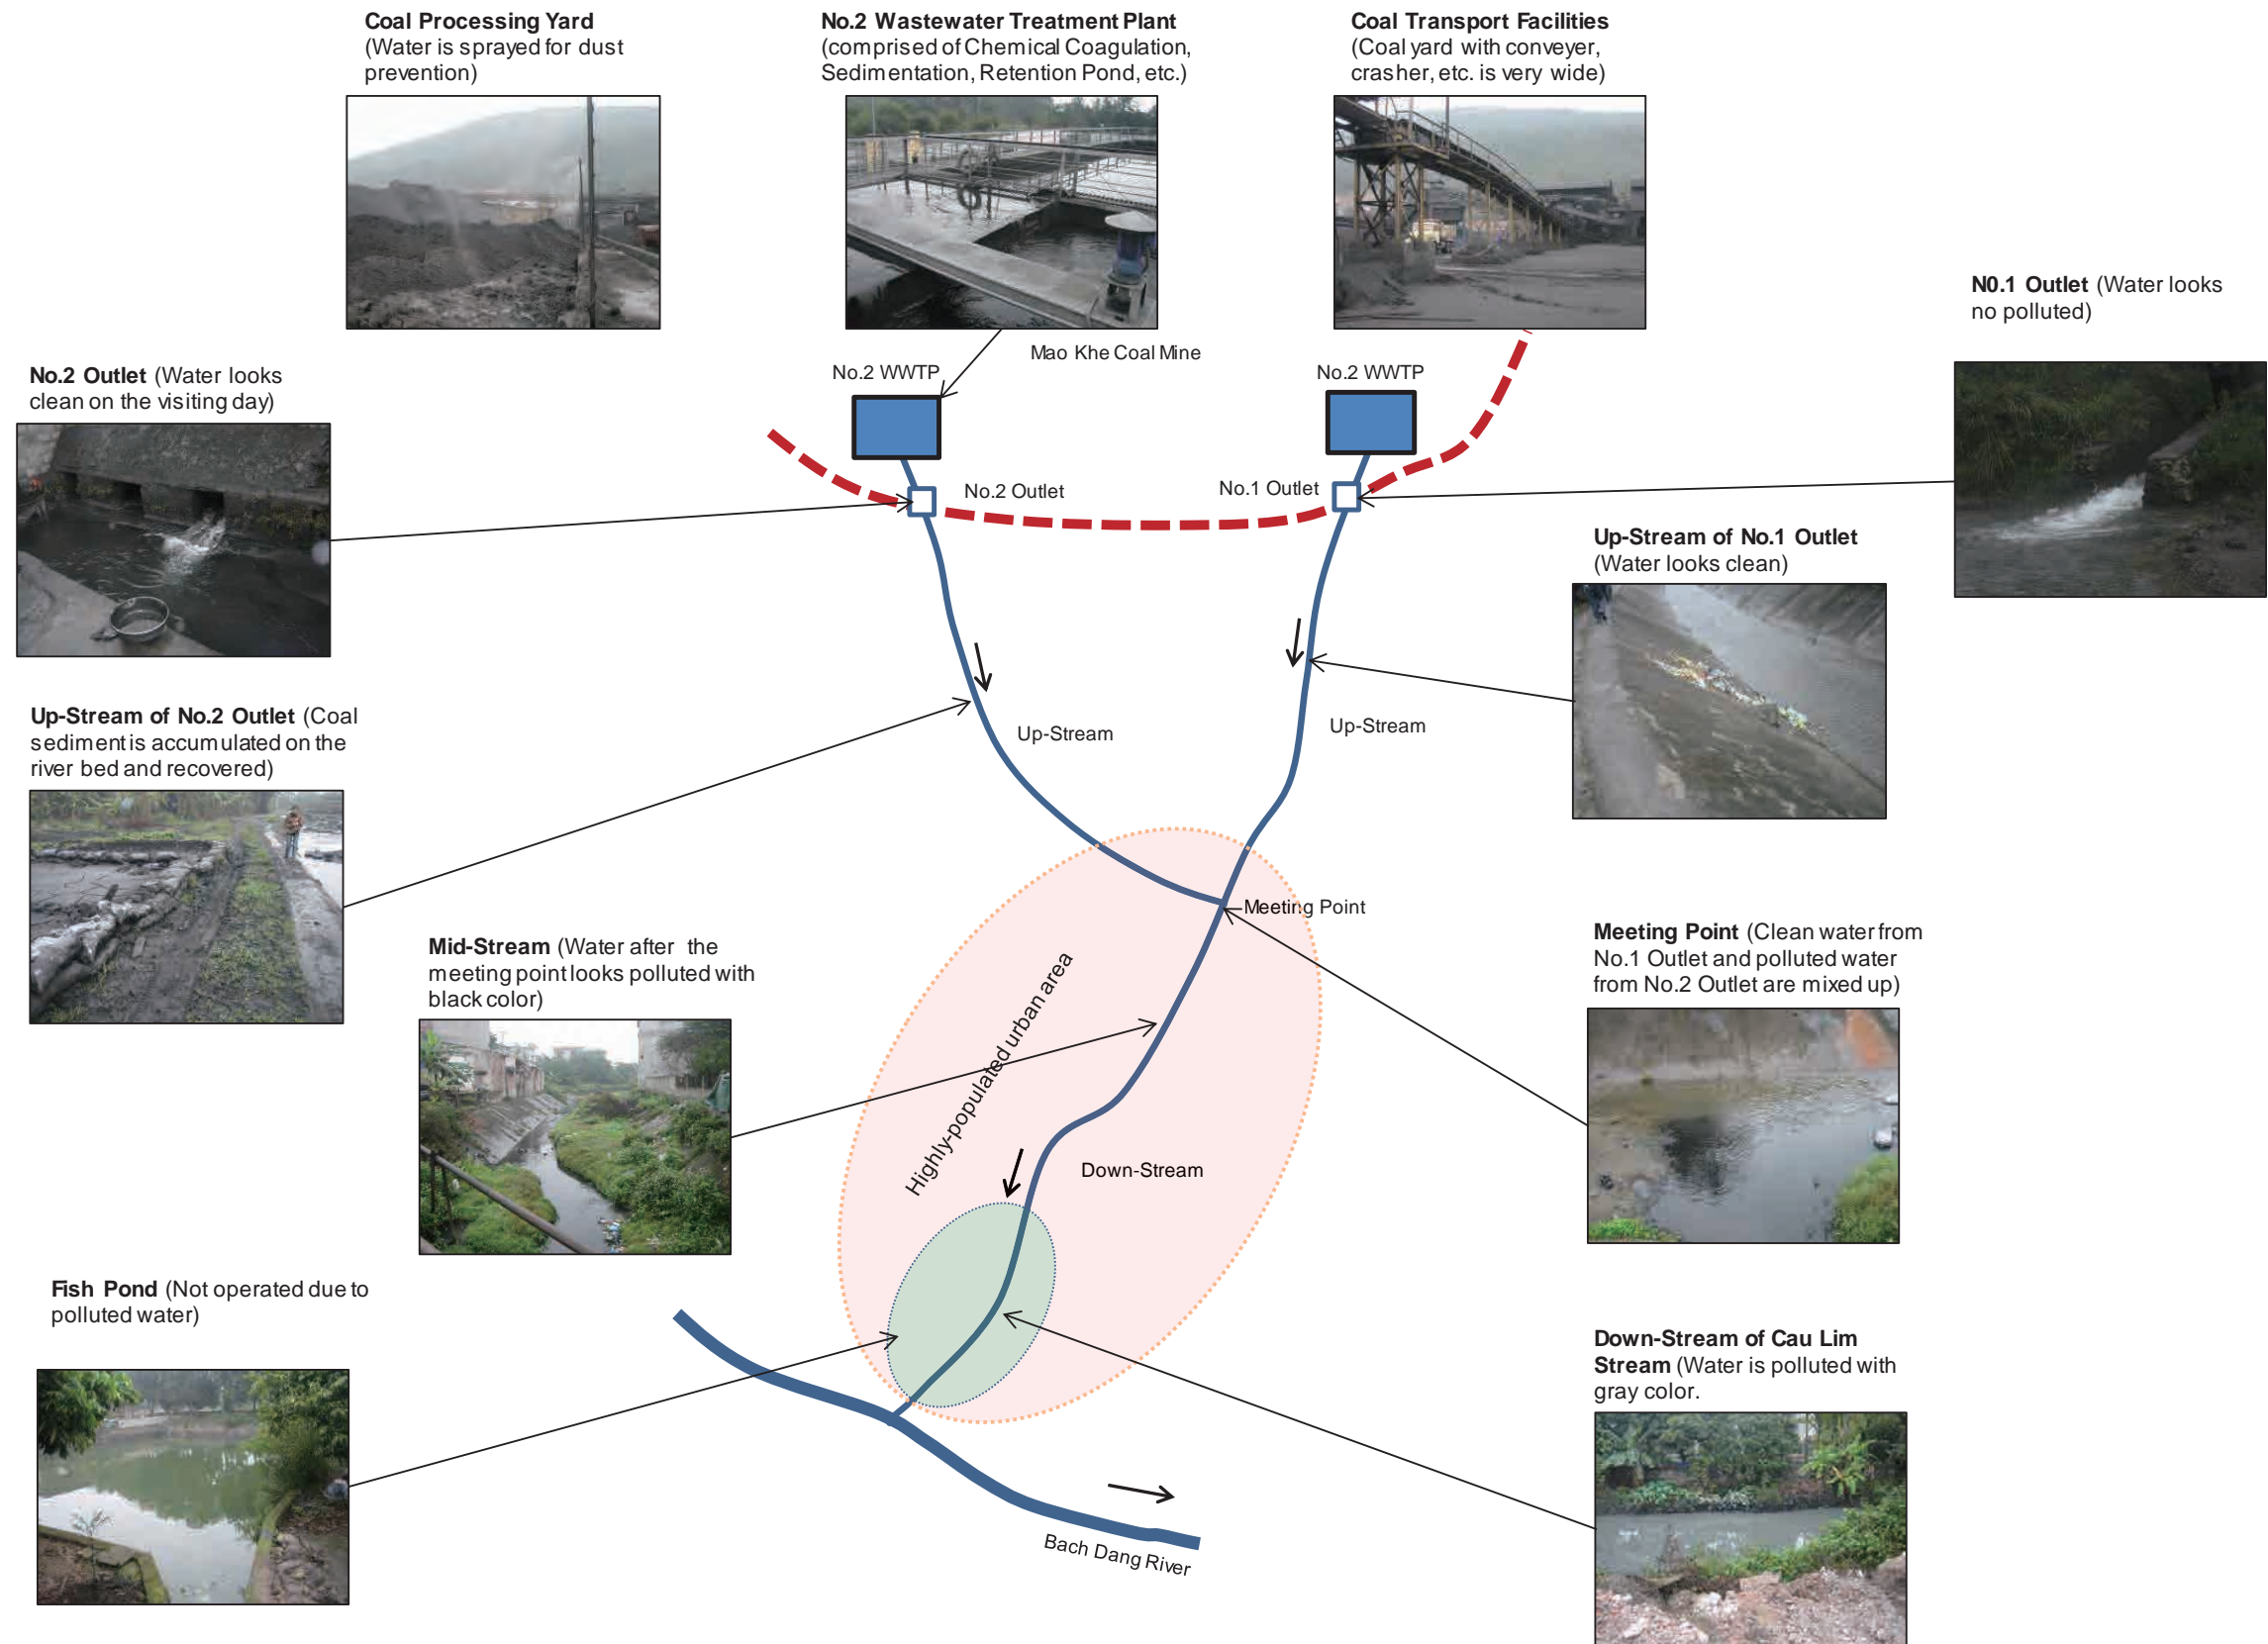 Coal Processing Yard
(Water is sprayed for dust
prevention)
No.2 Wastewater Treatment Plant
(comprised of Chemical Coagulation,
Sedimentation, Retention Pond, etc.)
Coal Transport Facilities
(Coal yard with conveyer,
crasher, etc. is very wide)
N0.1 Outlet (Water looks
no polluted)
Mao Khe Coal Mine
No.2 WWTP
No.2 WWTP
No.2 Outlet (Water looks
clean on the visiting day)
No.2 Outlet
No.1 Outlet
Up-Stream of No.1 Outlet
(Water looks clean)
Up-Stream of No.2 Outlet (Coal
sediment is accumulated on the
river bed and recovered)
Up-Stream
Up-Stream
Meeting Point
Meeting Point (Clean water from
No.1 Outlet and polluted water
from No.2 Outlet are mixed up)
Mid-Stream (Water after the
meeting point looks polluted with
black color)
Highly-populated urban area
Down-Stream
Fish Pond (Not operated due to
polluted water)
Down-Stream of Cau Lim
Stream (Water is polluted with
gray color.
Bach Dang River